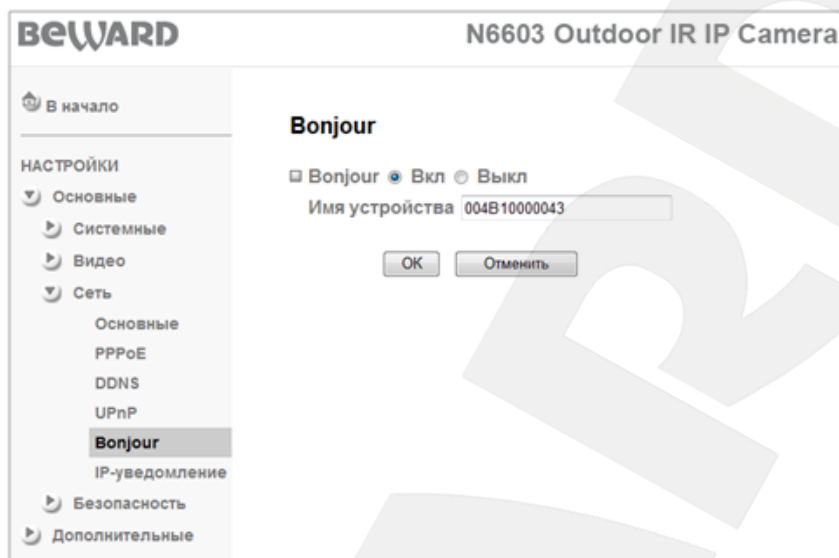 BEWARD
N6603 Outdoor IR IP Camera
В начало
НАСТРОЙКИ
Основные
Системные
Видео
Сеть
Основные
PPPoE
DDNS
UPnP
Bonjour
IP-уведомление
Безопасность
Дополнительные
Bonjour
Bonjour Вкл Выкл
Имя устройства 004B10000043
OK Отменить